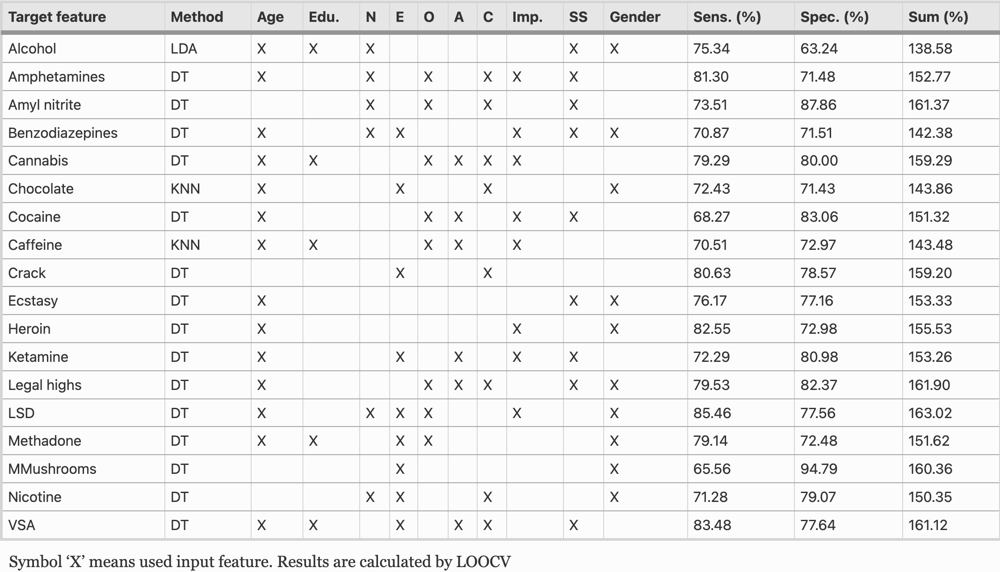 Target feature Method Age Edu. N E O A C Imp. SS Gender Sens. (%) Spec. (%) Sum (%)
Alcohol LDA X X X X X 75.34 63.24 138.58
Amphetamines DT X X X X X X 81.30 71.48 152.77
Amyl nitrite DT X X X X 73.51 87.86 161.37
Benzodiazepines DT X X X X X X 70.87 71.51 142.38
Cannabis DT X X X X X X 79.29 80.00 159.29
Chocolate KNN X X X X 72.43 71.43 143.86
Cocaine DT X X X X X 68.27 83.06 151.32
Caffeine KNN X X X X X 70.51 72.97 143.48
Crack DT X X 80.63 78.57 159.20
Ecstasy DT X X X 76.17 77.16 153.33
Heroin DT X X X 82.55 72.98 155.53
Ketamine DT X X X X X 72.29 80.98 153.26
Legal highs DT X X X X X X 79.53 82.37 161.90
LSD DT X X X X X X 85.46 77.56 163.02
Methadone DT X X X X X 79.14 72.48 151.62
MMushrooms DT X X 65.56 94.79 160.36
Nicotine DT X X X X 71.28 79.07 150.35
VSA DT X X X X X X 83.48 77.64 161.12
Symbol ‘X’ means used input feature. Results are calculated by LOOCV